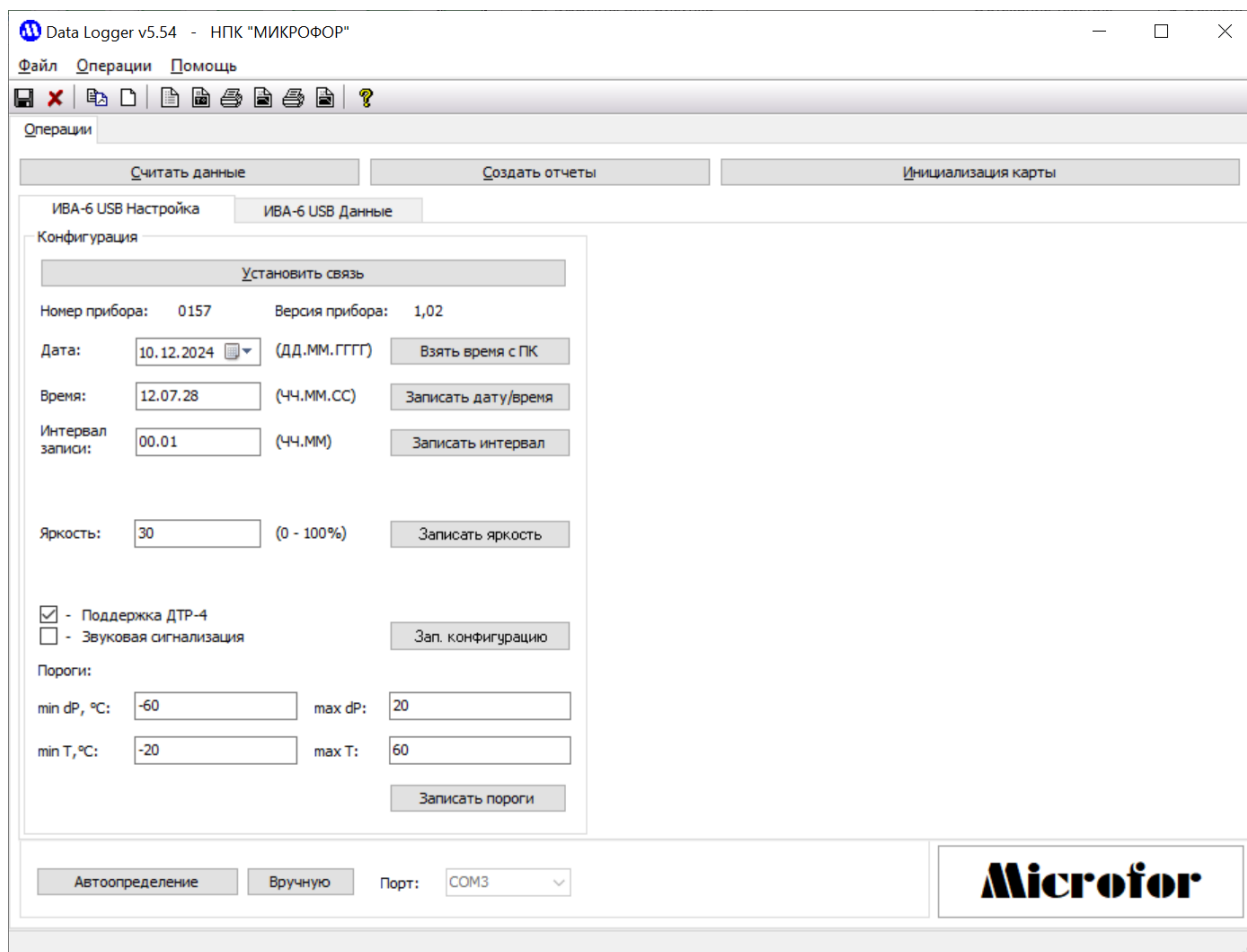 Data Logger v5.54 - НПК "МИКРОФОР"
Файл Операции Помощь
Операции
Считать данные Создать отчеты Инициализация карты
ИВА-6 USB Настройка ИВА-6 USB Данные
Конфигурация
Установить связь
Номер прибора: 0157 Версия прибора: 1,02
Дата: 10.12.2024 (ДД.ММ.ГГГГ) Взять время с ПК
Время: 12.07.28 (ЧЧ.ММ.СС) Записать дату/время
Интервал
записи: 00.01 (ЧЧ.ММ) Записать интервал
Яркость: 30 (0 - 100%) Записать яркость
- Поддержка ДТР-4
- Звуковая сигнализация Зап. конфигурацию
Пороги:
min dP, ºC: -60 max dP: 20
min T,ºC: -20 max T: 60
Записать пороги
Автоопределение Вручную Порт: COM3
Microfor